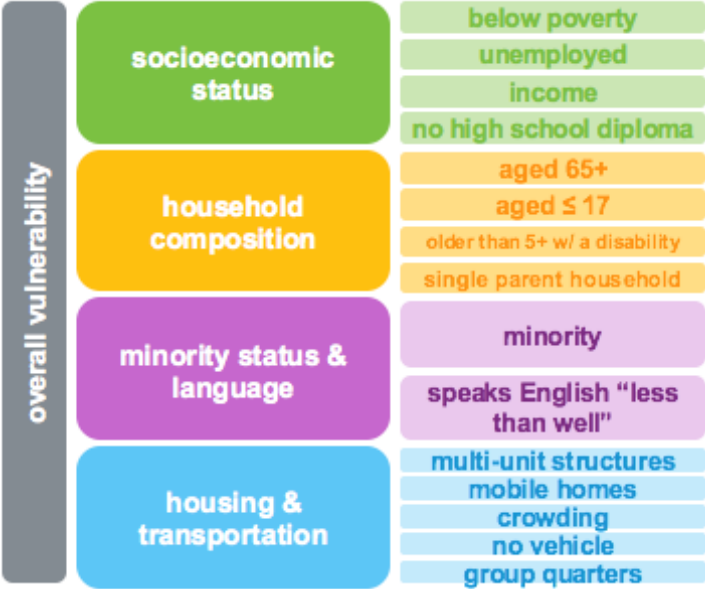 overall vulnerability
socioeconomic
status
below poverty
unemployed
income
no high school diploma
household
composition
aged 65+
aged ≤ 17
older than 5+ w/ a disability
single parent household
minority status &
language
minority
speaks English “less
than well”
housing &
transportation
multi-unit structures
mobile homes
crowding
no vehicle
group quarters